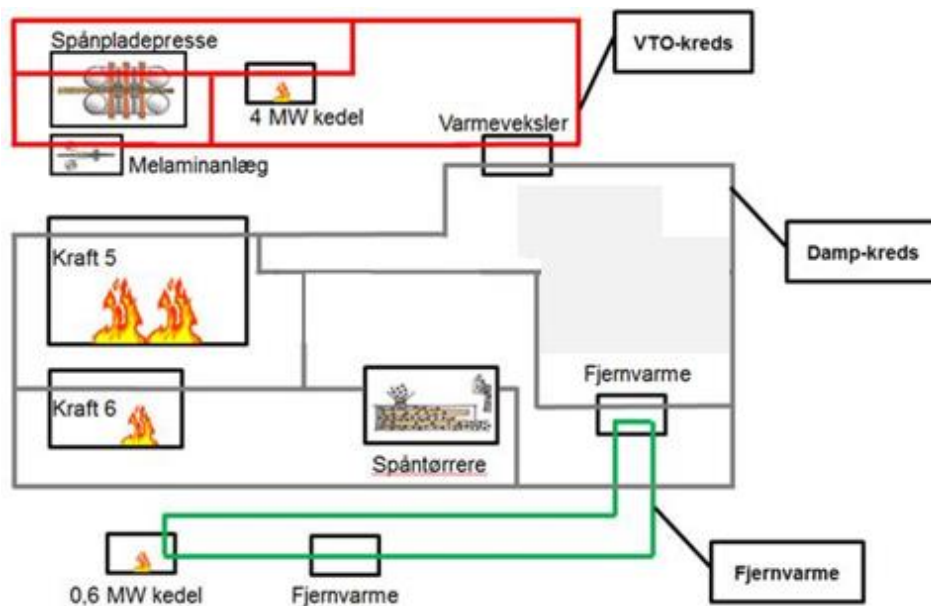 Spånpladepresse
VTO-kreds
4 MW kedel
Varmeveksler
Melaminanlæg
Kraft 5
Damp-kreds
Fjernvarme
Kraft 6
Spåntørrere
Fjernvarme
0,6 MW kedel
Fjernvarme